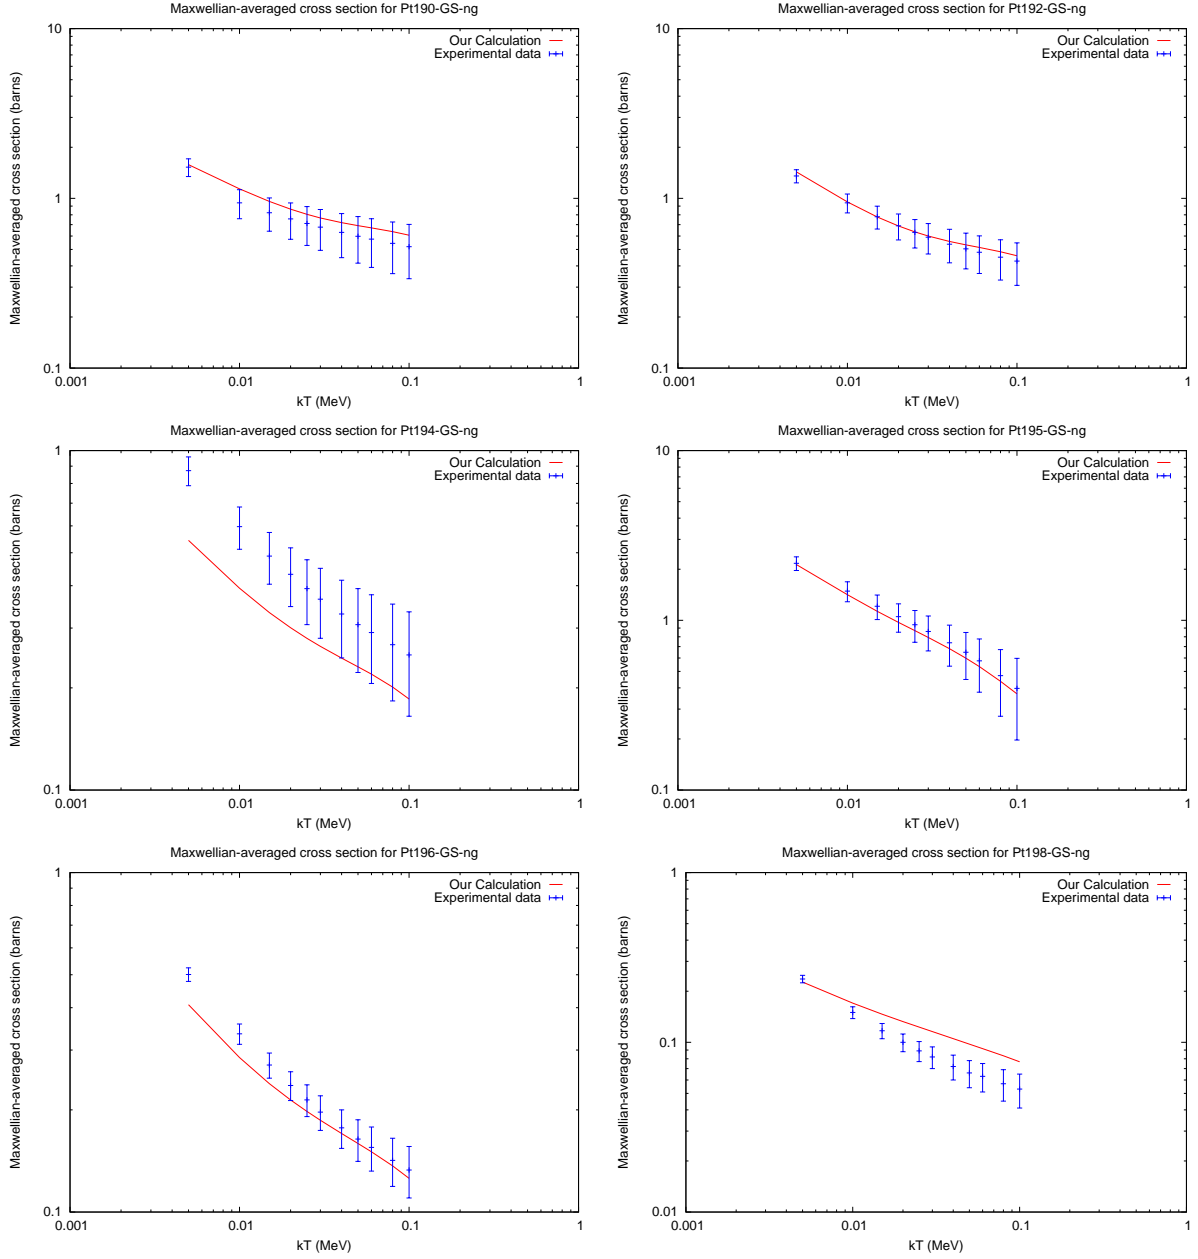 Maxwellian-averaged cross section for Pt190-GS-ng
Our Calculation
Experimental data
Maxwellian-averaged cross section (barns)
10
1
0.1
0.001
0.01
0.1
1
kT (MeV)
Maxwellian-averaged cross section for Pt192-GS-ng
Our Calculation
Experimental data
Maxwellian-averaged cross section (barns)
10
1
0.1
0.001
0.01
0.1
1
kT (MeV)
Maxwellian-averaged cross section for Pt194-GS-ng
Our Calculation
Experimental data
Maxwellian-averaged cross section (barns)
1
0.1
0.001
0.01
0.1
1
kT (MeV)
Maxwellian-averaged cross section for Pt195-GS-ng
Our Calculation
Experimental data
Maxwellian-averaged cross section (barns)
10
1
0.1
0.001
0.01
0.1
1
kT (MeV)
Maxwellian-averaged cross section for Pt196-GS-ng
Our Calculation
Experimental data
Maxwellian-averaged cross section (barns)
1
0.1
0.001
0.01
0.1
1
kT (MeV)
Maxwellian-averaged cross section for Pt198-GS-ng
Our Calculation
Experimental data
Maxwellian-averaged cross section (barns)
1
0.1
0.01
0.001
0.01
0.1
1
kT (MeV)